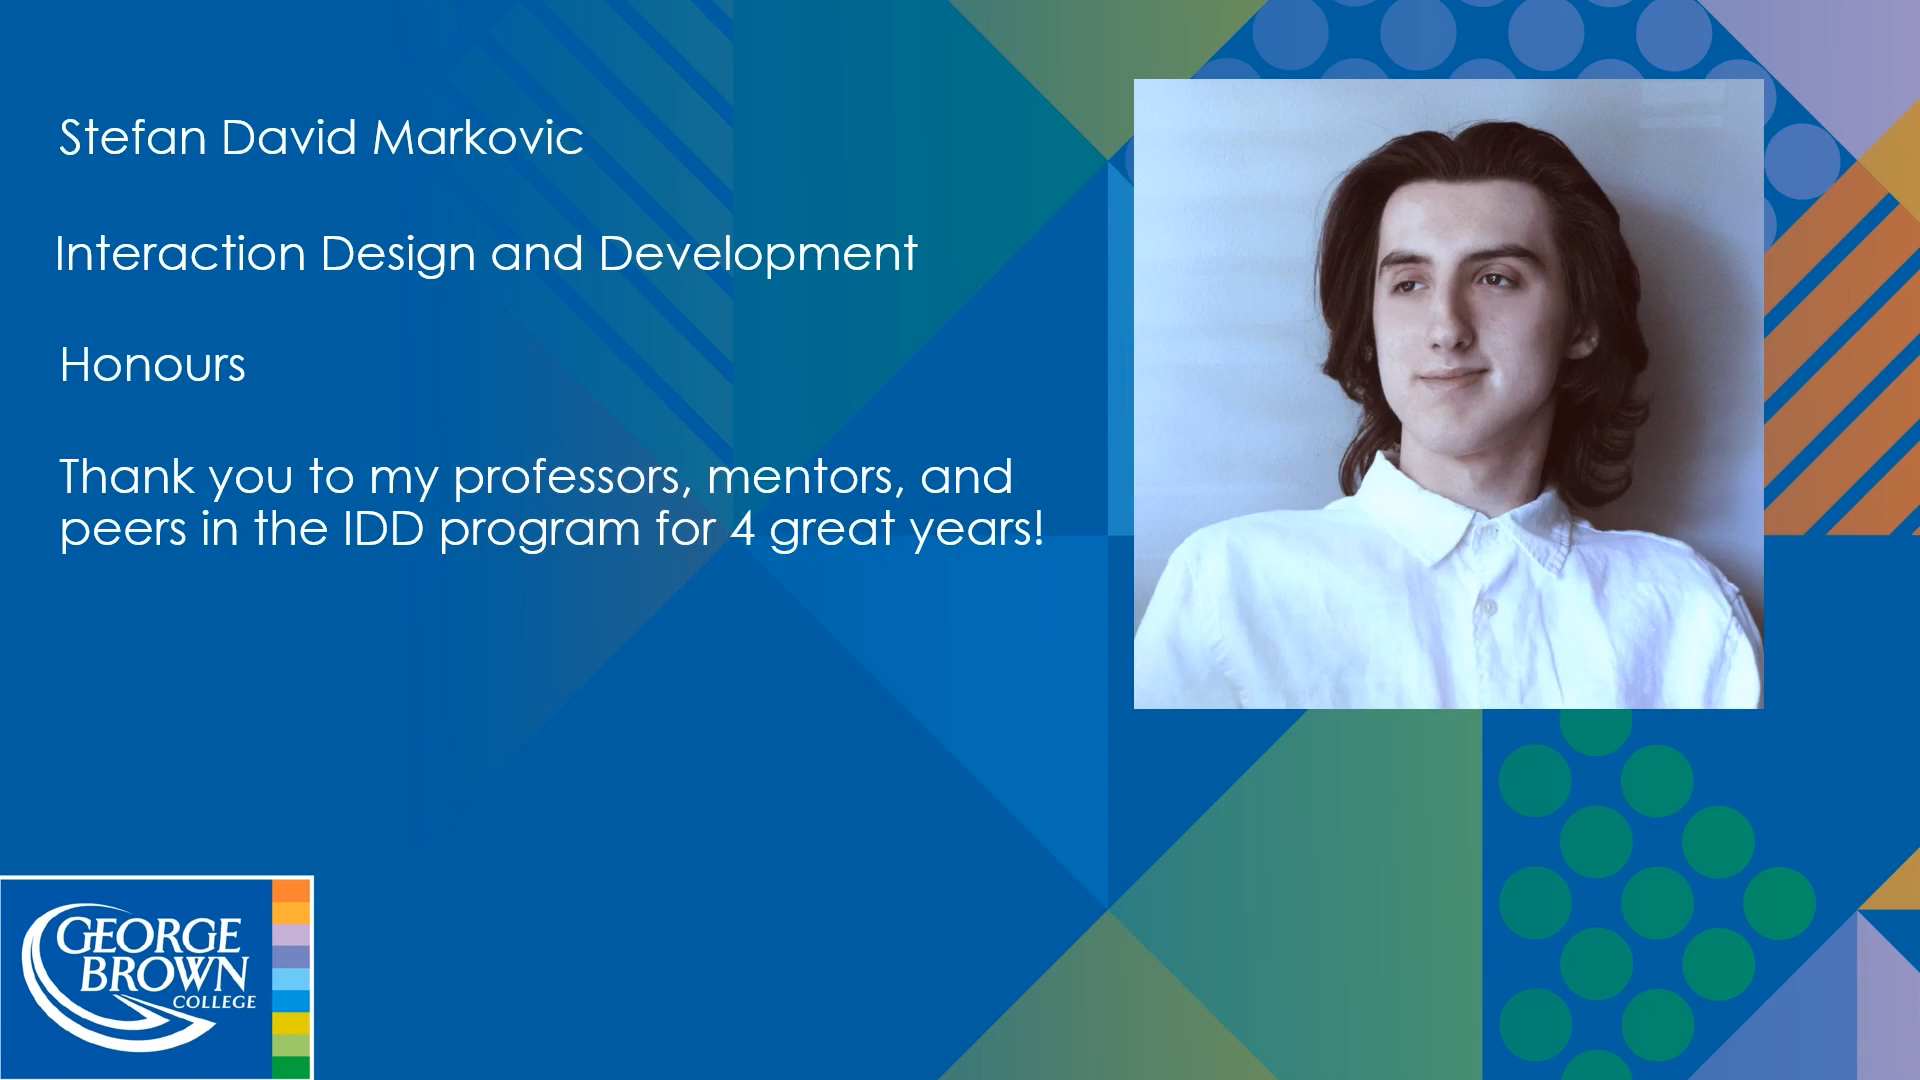 Stefan David Markovic
Interaction Design and Development
Honours
Thank you to my professors, mentors, and
peers in the IDD program for 4 great years!
GEORGE
BROWN
COLLEGE